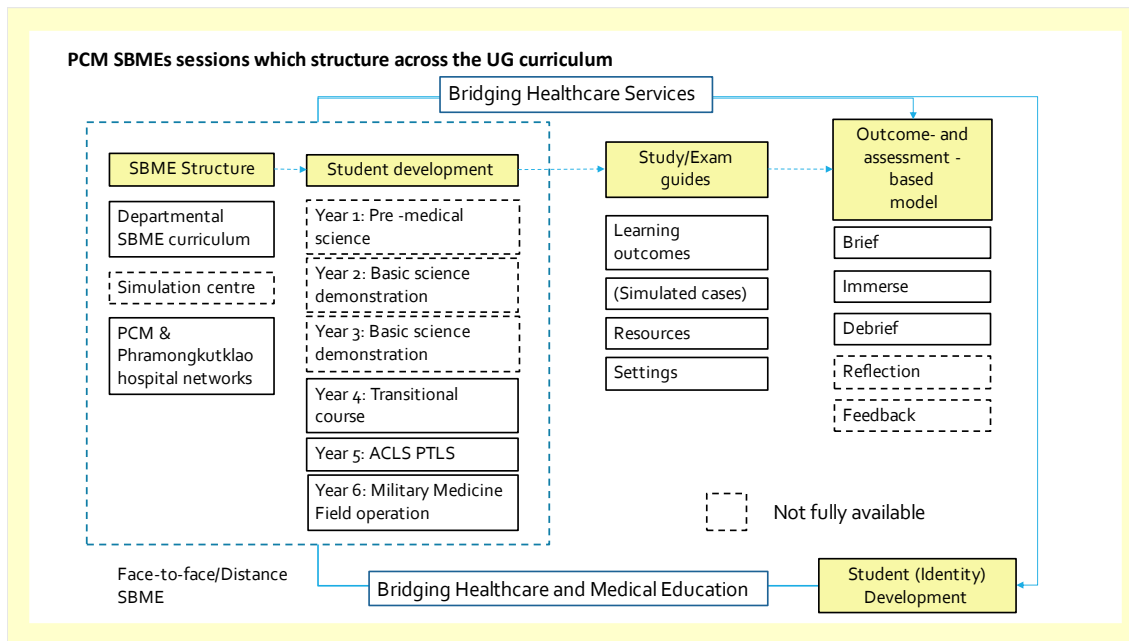 PCM SBMEs sessions which structure across the UG curriculum
Bridging Healthcare Services
SBME Structure
Departmental
SBME curriculum
Simulation centre
PCM &
Phramongkutklao
hospital networks
Student development
Year 1: Pre -medical
science
Year 2: Basic science
demonstration
Year 3: Basic science
demonstration
Year 4: Transitional
course
Year 5: ACLS PTLS
Year 6: Military Medicine
Field operation
Study/Exam
guides
Learning
outcomes
(Simulated cases)
Resources
Settings
Outcome- and
assessment -
based
model
Brief
Immerse
Debrief
Reflection
Feedback
Not fully available
Face-to-face/Distance
SBME
Bridging Healthcare and Medical Education
Student (Identity)
Development